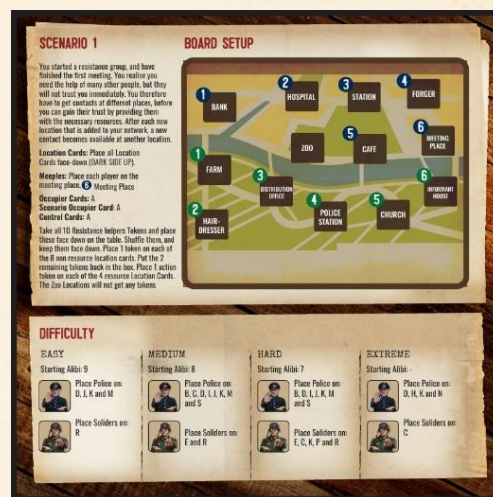 SCENARIO 1
You started a resistance group, and have
finished the first meeting. You realise you
need the help of many other people, but they
will not trust you immediately. You therefore
have to get contacts at different places, before
you can gain their trust by providing them
with the necessary resources. After each new
location that is added to your network, a new
contact becomes available at another location.
Location Cards: Place all Location
Cards face-down (DARK SIDE UP).
Meeples: Place each player on the
meeting place, 6 Meeting Place
Occupier Cards: A
Scenario Occupier Card: A
Control Cards: A
Take all 10 Resistance helpers Tokens and place
these face down on the table. Shuffle them, and
keep them face down. Place 1 token on each of
the 8 non resource location cards. Put the 2
remaining tokens back in the box. Place 1 action
token on each of the 4 resource Location Cards.
The Zoo Locations will not get any tokens
BOARD SETUP
1
BANK
2
HOSPITAL
3
STATION
4
FORGER
ZOO
5
CAFE
6
MEETING
PLACE
1
FARM
3
DISTRIBUTION
OFFICE
6
INFORMANT
HOUSE
2
HAIR-
DRESSER
4
POLICE
STATION
5
CHURCH
DIFFICULTY
EASY
Starting Alibi: 9
Place Police on:
D, J, K and M
Place Soliders on:
R
MEDIUM
Starting Alibi: 8
Place Police on:
B, C, D, I, J, K, M
and S
Place Soliders on:
E and R
HARD
Starting Alibi: 7
Place Police on:
B, D, I, J, K, M
and S
Place Soliders on:
E, C, K, P and R
EXTREME
Starting Alibi: -
Place Police on:
D, H, K and N
Place Soliders on:
C